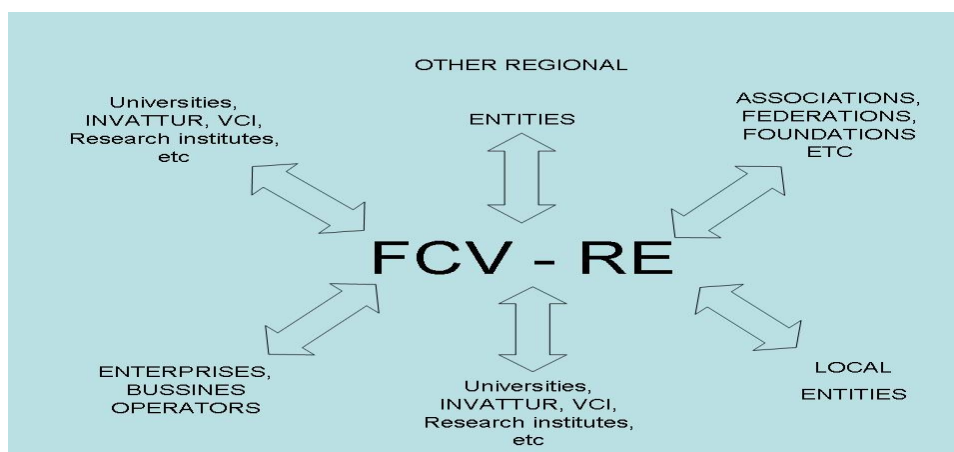 OTHER REGIONAL
ENTITIES
Universities,
INVATTUR, VCI,
Research institutes,
etc
ASSOCIATIONS,
FEDERATIONS,
FOUNDATIONS
ETC
FCV - RE
ENTERPRISES,
BUSSINES
OPERATORS
Universities,
INVATTUR, VCI,
Research institutes,
etc
LOCAL
ENTITIES